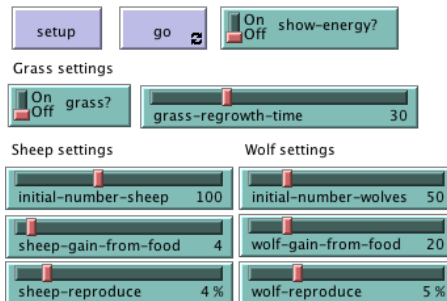 setup
go
On
Off
show-energy?
Grass settings
On
Off
grass?
grass-regrowth-time 30
Sheep settings
Wolf settings
initial-number-sheep 100
initial-number-wolves 50
sheep-gain-from-food 4
wolf-gain-from-food 20
sheep-reproduce 4 %
wolf-reproduce 5 %